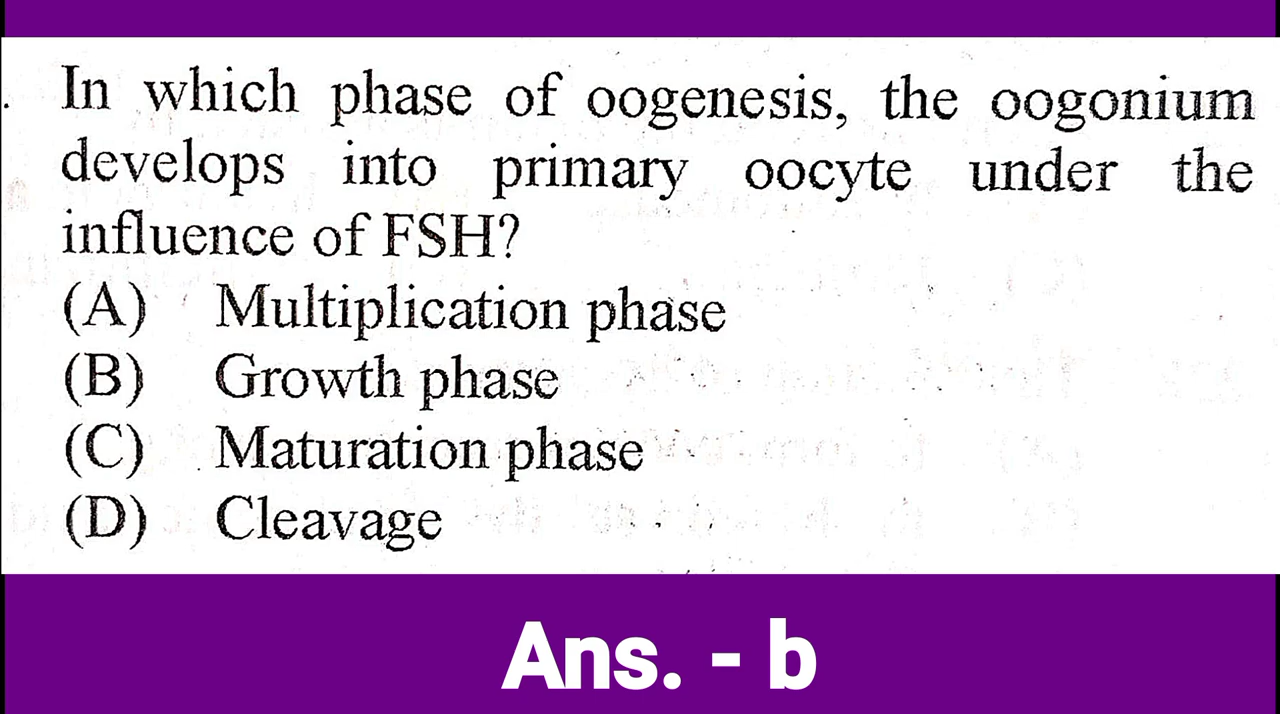 . In which phase of oogenesis, the oogonium
develops into primary oocyte under the
influence of FSH?
(A) Multiplication phase
(B) Growth phase
(C) Maturation phase
(D) Cleavage
Ans. - b